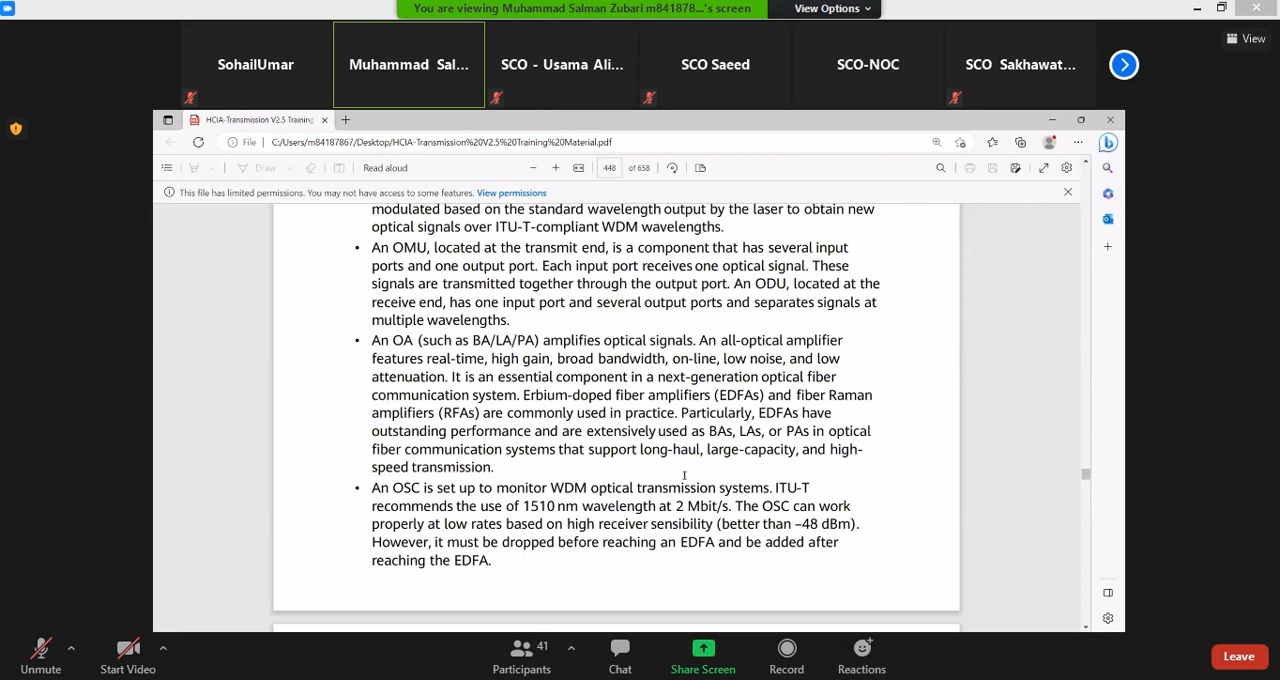 You are viewing Muhammad Salman Zubari m841878...'s screen
View Options
View
SohailUmar
Muhammad Sal...
SCO - Usama Ali...
SCO Saeed
SCO-NOC
SCO Sakhawat...
HCIA-Transmission V2.5 Training
File
C:/Users/m84187867/Desktop/HCIA-Transmission%20V2.5%20Training%20Material.pdf
Draw
Read aloud
448 of 658
This file has limited permissions. You may not have access to some features. View permissions
modulated based on the standard wavelength output by the laser to obtain new
optical signals over ITU-T-compliant WDM wavelengths.
• An OMU, located at the transmit end, is a component that has several input
ports and one output port. Each input port receives one optical signal. These
signals are transmitted together through the output port. An ODU, located at the
receive end, has one input port and several output ports and separates signals at
multiple wavelengths.
• An OA (such as BA/LA/PA) amplifies optical signals. An all-optical amplifier
features real-time, high gain, broad bandwidth, on-line, low noise, and low
attenuation. It is an essential component in a next-generation optical fiber
communication system. Erbium-doped fiber amplifiers (EDFAs) and fiber Raman
amplifiers (RFAs) are commonly used in practice. Particularly, EDFAs have
outstanding performance and are extensively used as BAs, LAs, or PAs in optical
fiber communication systems that support long-haul, large-capacity, and high-
speed transmission.
• An OSC is set up to monitor WDM optical transmission systems. ITU-T
recommends the use of 1510 nm wavelength at 2 Mbit/s. The OSC can work
properly at low rates based on high receiver sensibility (better than –48 dBm).
However, it must be dropped before reaching an EDFA and be added after
reaching the EDFA.
Unmute
Start Video
Participants
41
Chat
Share Screen
Record
Reactions
Leave